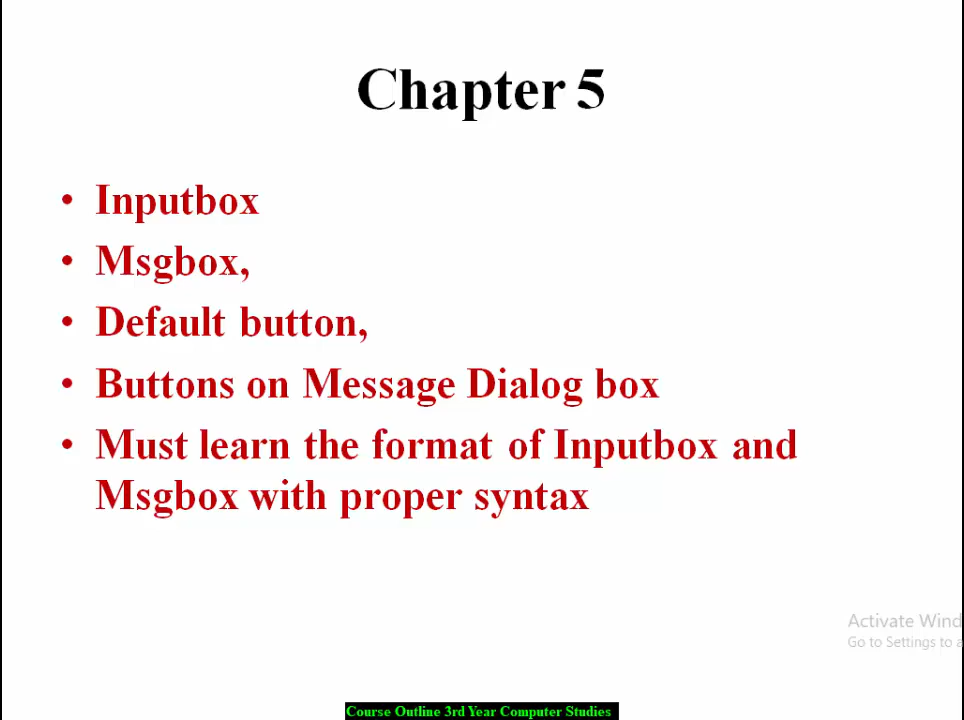 Chapter 5
• Inputbox
• Msgbox,
• Default button,
• Buttons on Message Dialog box
• Must learn the format of Inputbox and
Msgbox with proper syntax
Activate Wind
Go to Settings to a
Course Outline 3rd Year Computer Studies